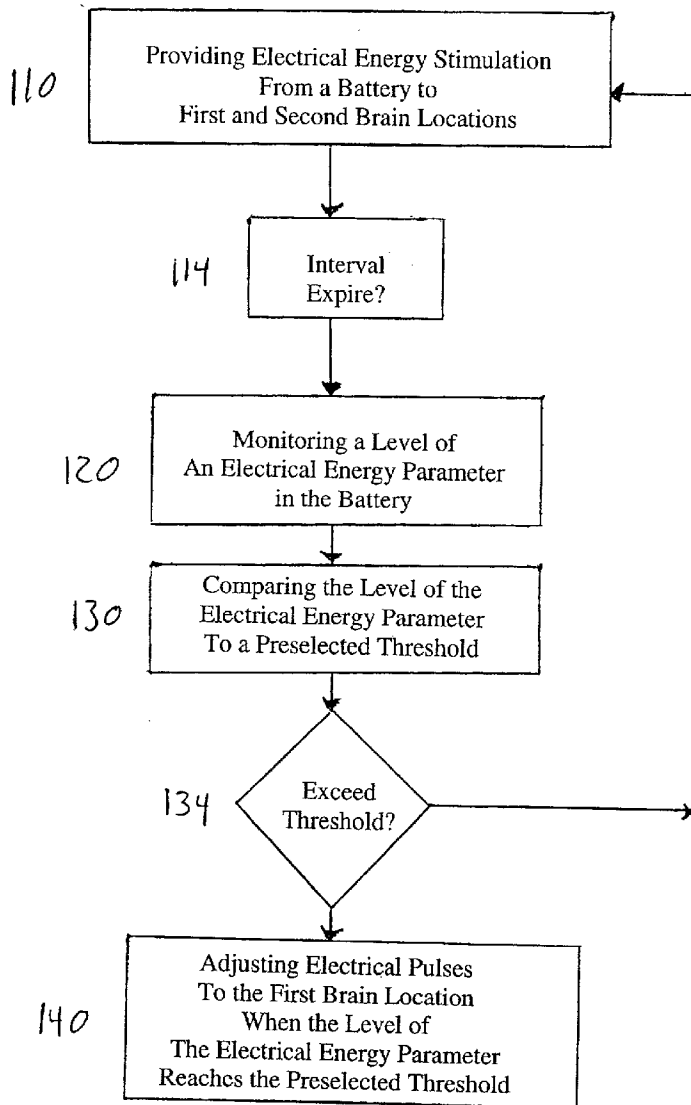 110
Providing Electrical Energy Stimulation
From a Battery to
First and Second Brain Locations
114
Interval
Expire?
120
Monitoring a Level of
An Electrical Energy Parameter
in the Battery
130
Comparing the Level of the
Electrical Energy Parameter
To a Preselected Threshold
134
Exceed
Threshold?
140
Adjusting Electrical Pulses
To the First Brain Location
When the Level of
The Electrical Energy Parameter
Reaches the Preselected Threshold